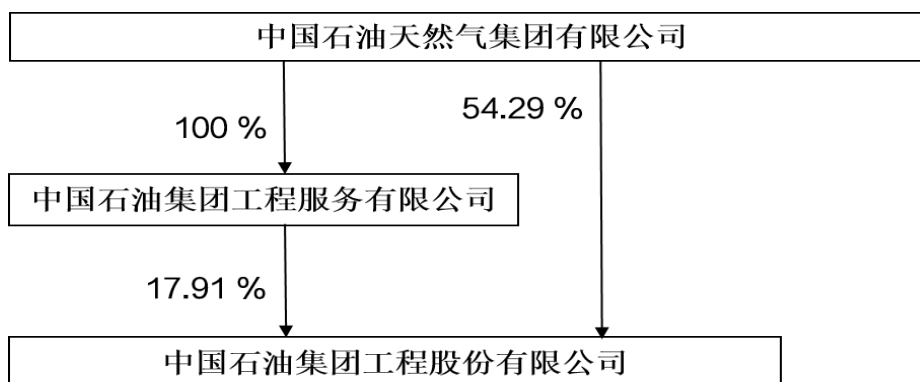 中国石油天然气集团有限公司
54.29 %
100 %
中国石油集团工程服务有限公司
17.91 %
中国石油集团工程股份有限公司